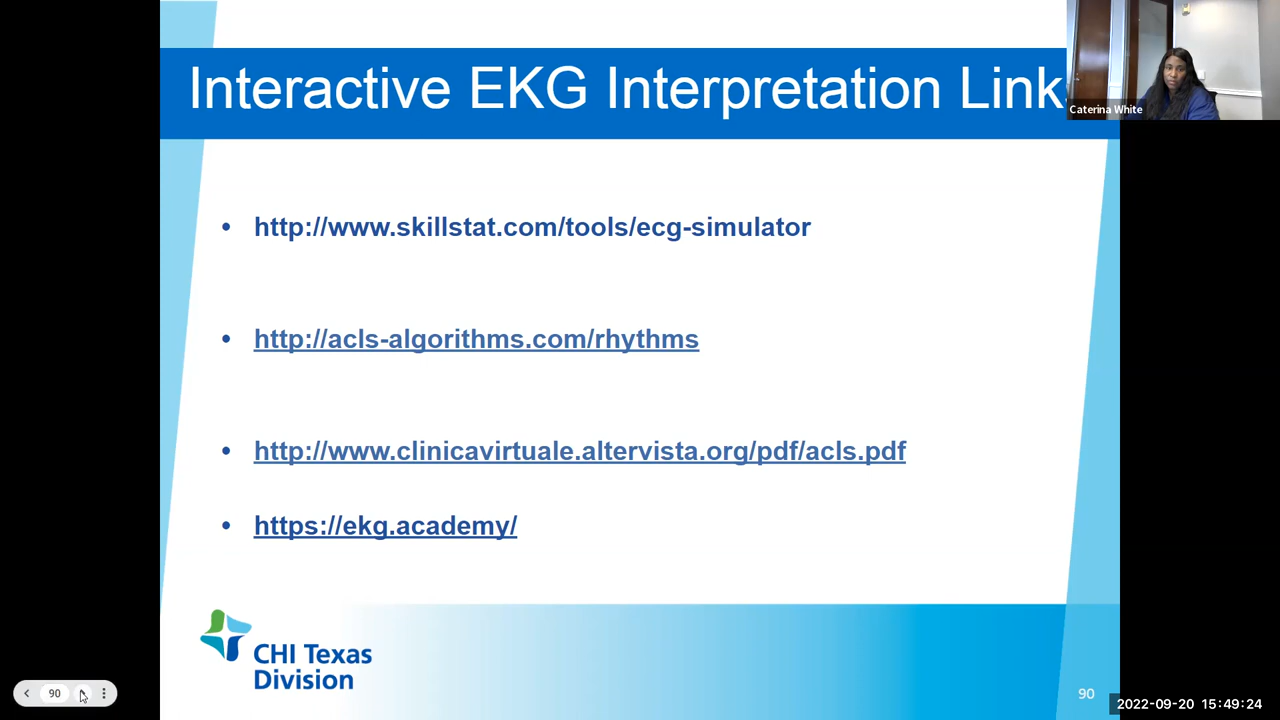 Interactive EKG Interpretation Link
Caterina White
• http://www.skillstat.com/tools/ecg-simulator
• http://acls-algorithms.com/rhythms
• http://www.clinicavirtuale.altervista.org/pdf/acls.pdf
• https://ekg.academy/
CHI Texas
Division
90
90
2022-09-20 15:49:24